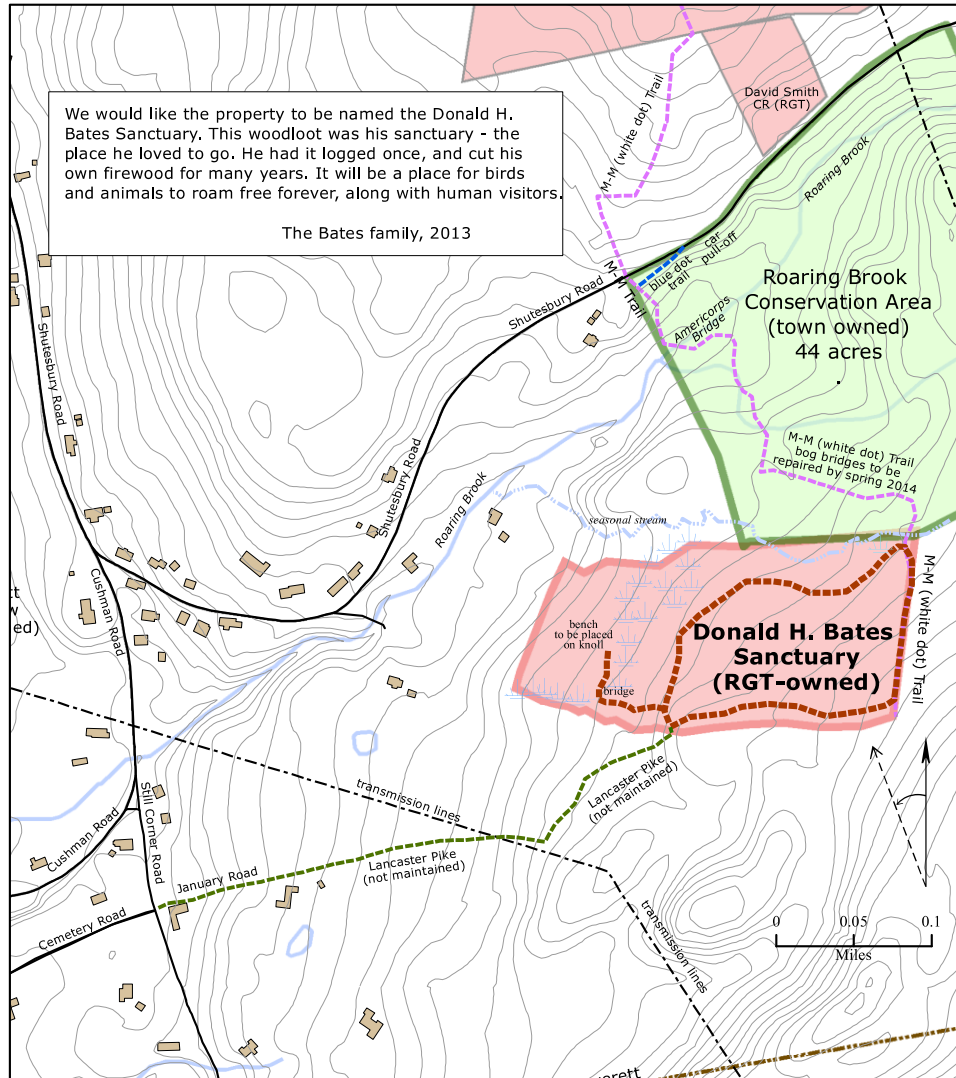 We would like the property to be named the Donald H.
Bates Sanctuary. This woodloot was his sanctuary - the
place he loved to go. He had it logged once, and cut his
own firewood for many years. It will be a place for birds
and animals to roam free forever, along with human visitors.
The Bates family, 2013
David Smith
CR (RGT)
M-M (white dot) Trail
Roaring Brook
car
pull-off
blue-dot
trail
M-M Trail
Shutesbury Road
Americorps
Bridge
Roaring Brook
Conservation Area
(town owned)
44 acres
Shutesbury Road
Shutesbury Road
Roaring Brook
M-M (white dot) Trail
bog bridges to be
repaired by spring 2014
seasonal stream
M-M (white dot) Trail
Cushman Road
ett
w
ed)
bench
to be placed
on knoll
bridge
Donald H. Bates
Sanctuary
(RGT-owned)
transmission lines
Lancaster Pike
(not maintained)
Still Corner Road
Cushman Road
January Road
Lancaster Pike
(not maintained)
Cemetery Road
transmission lines
0 0.05 0.1
Miles
erett